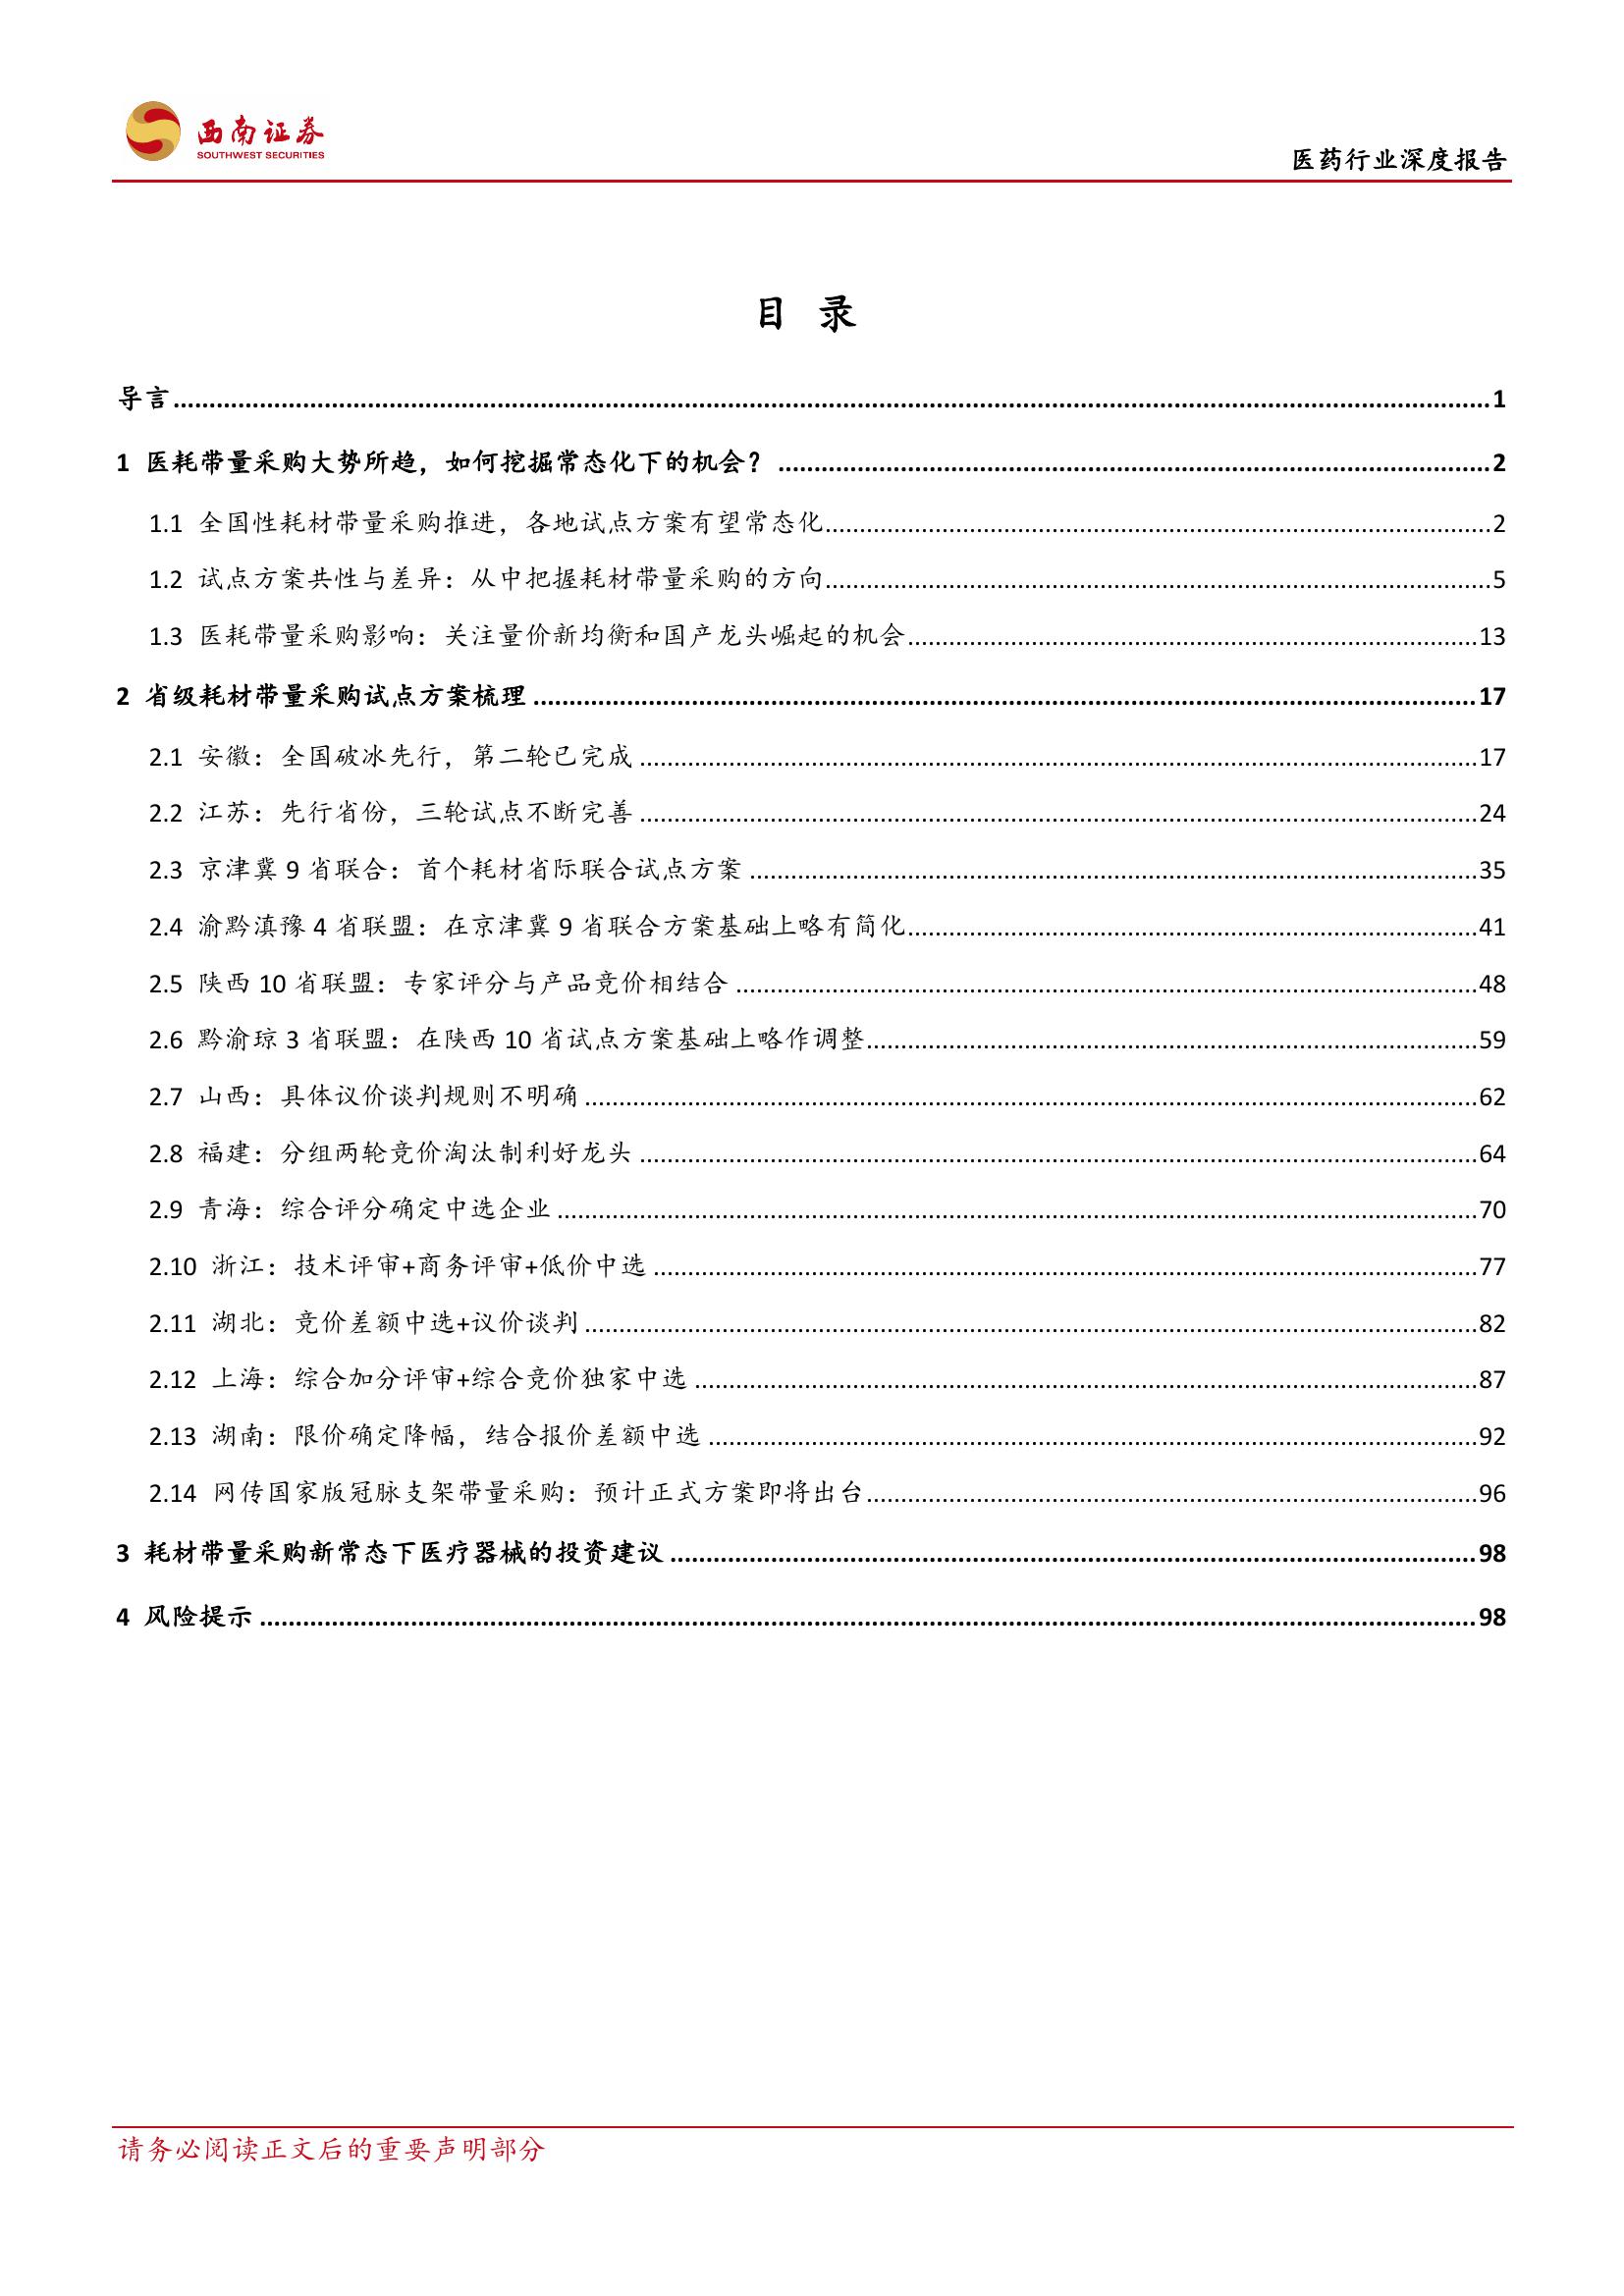 西南证券
SOUTHWEST SECURITIES
医药行业深度报告
目 录
导言 1
1 医耗带量采购大势所趋，如何挖掘常态化下的机会？ 2
1.1 全国性耗材带量采购推进，各地试点方案有望常态化 2
1.2 试点方案共性与差异：从中把握耗材带量采购的方向 5
1.3 医耗带量采购影响：关注量价新均衡和国产龙头崛起的机会 13
2 省级耗材带量采购试点方案梳理 17
2.1 安徽：全国破冰先行，第二轮已完成 17
2.2 江苏：先行省份，三轮试点不断完善 24
2.3 京津冀 9 省联合：首个耗材省际联合试点方案 35
2.4 渝黔滇豫 4 省联盟：在京津冀 9 省联合方案基础上略有简化 41
2.5 陕西 10 省联盟：专家评分与产品竞价相结合 48
2.6 黔渝琼 3 省联盟：在陕西 10 省试点方案基础上略作调整 59
2.7 山西：具体议价谈判规则不明确 62
2.8 福建：分组两轮竞价淘汰制利好龙头 64
2.9 青海：综合评分确定中选企业 70
2.10 浙江：技术评审+商务评审+低价中选 77
2.11 湖北：竞价差额中选+议价谈判 82
2.12 上海：综合加分评审+综合竞价独家中选 87
2.13 湖南：限价确定降幅，结合报价差额中选 92
2.14 网传国家版冠脉支架带量采购：预计正式方案即将出台 96
3 耗材带量采购新常态下医疗器械的投资建议 98
4 风险提示 98
请务必阅读正文后的重要声明部分